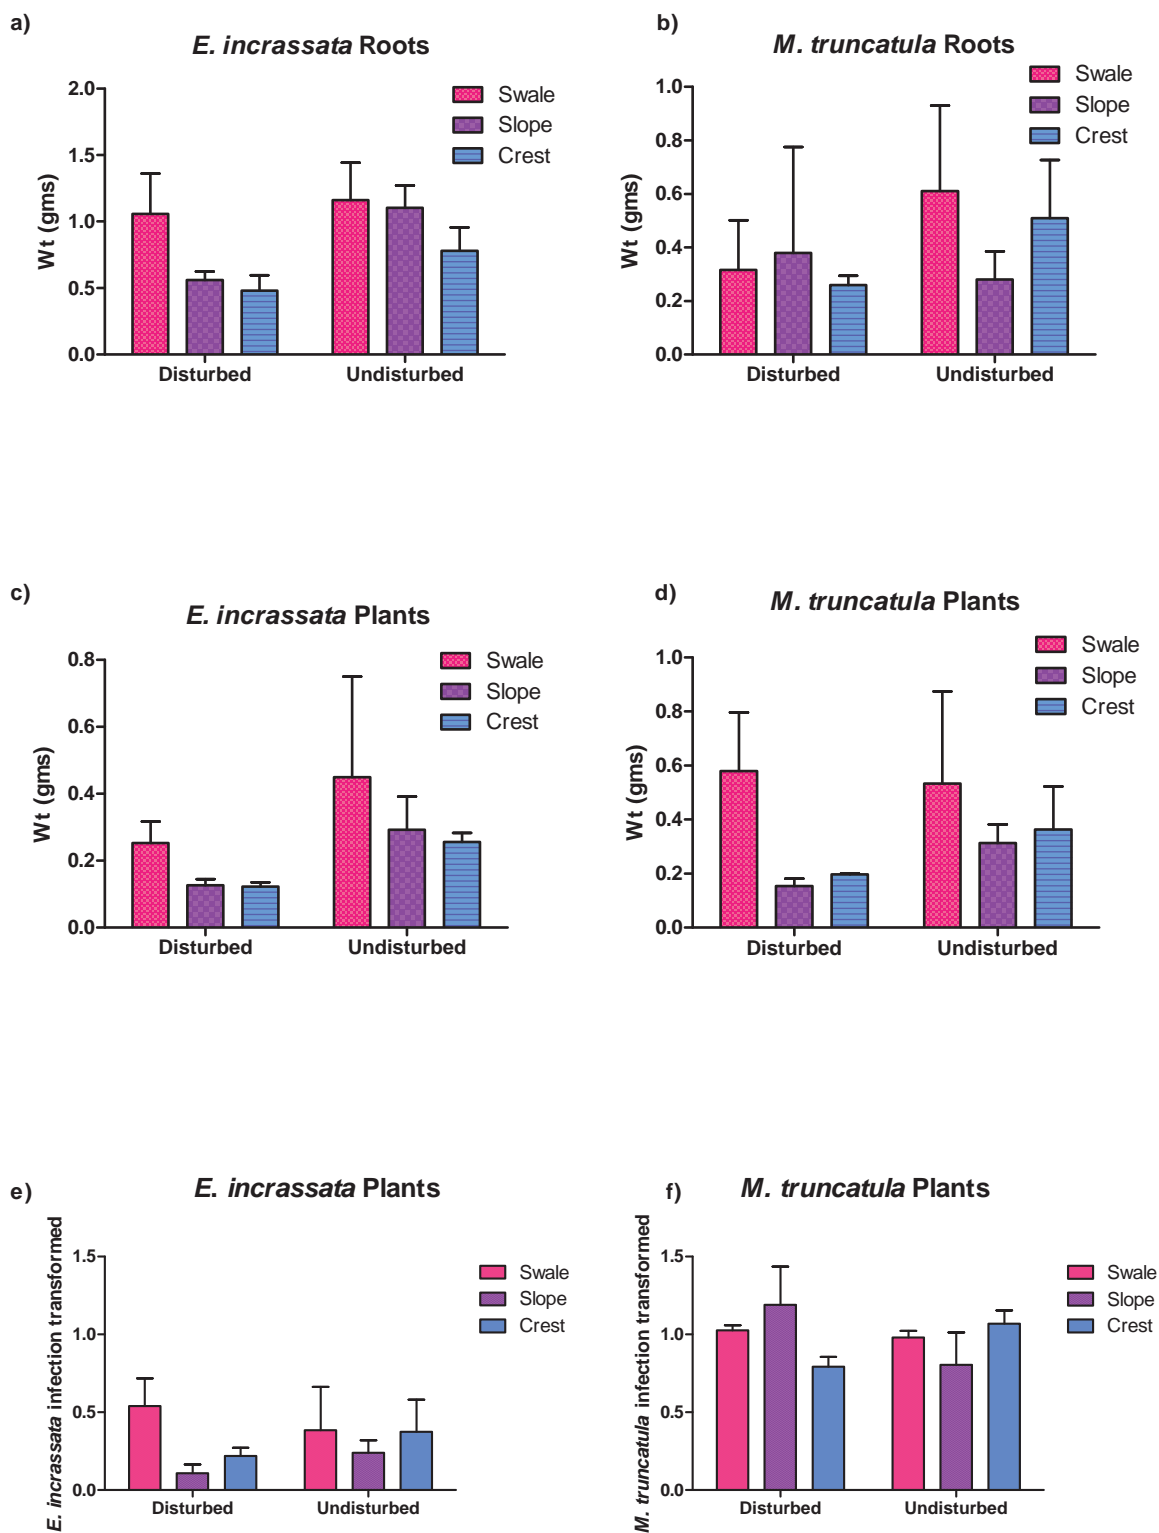 a)
E. incrassata Roots
Wt (gms)
2.0
1.5
1.0
0.5
0.0
Swale
Slope
Crest
Disturbed Undisturbed
b)
M. truncatula Roots
Wt (gms)
1.0
0.8
0.6
0.4
0.2
0.0
Swale
Slope
Crest
Disturbed Undisturbed
c)
E. incrassata Plants
Wt (gms)
0.8
0.6
0.4
0.2
0.0
Swale
Slope
Crest
Disturbed Undisturbed
d)
M. truncatula Plants
Wt (gms)
1.0
0.8
0.6
0.4
0.2
0.0
Swale
Slope
Crest
Disturbed Undisturbed
e)
E. incrassata Plants
E. incrassata infection transformed
1.5
1.0
0.5
0.0
Swale
Slope
Crest
Disturbed Undisturbed
f)
M. truncatula Plants
M. truncatula infection transformed
1.5
1.0
0.5
0.0
Swale
Slope
Crest
Disturbed Undisturbed